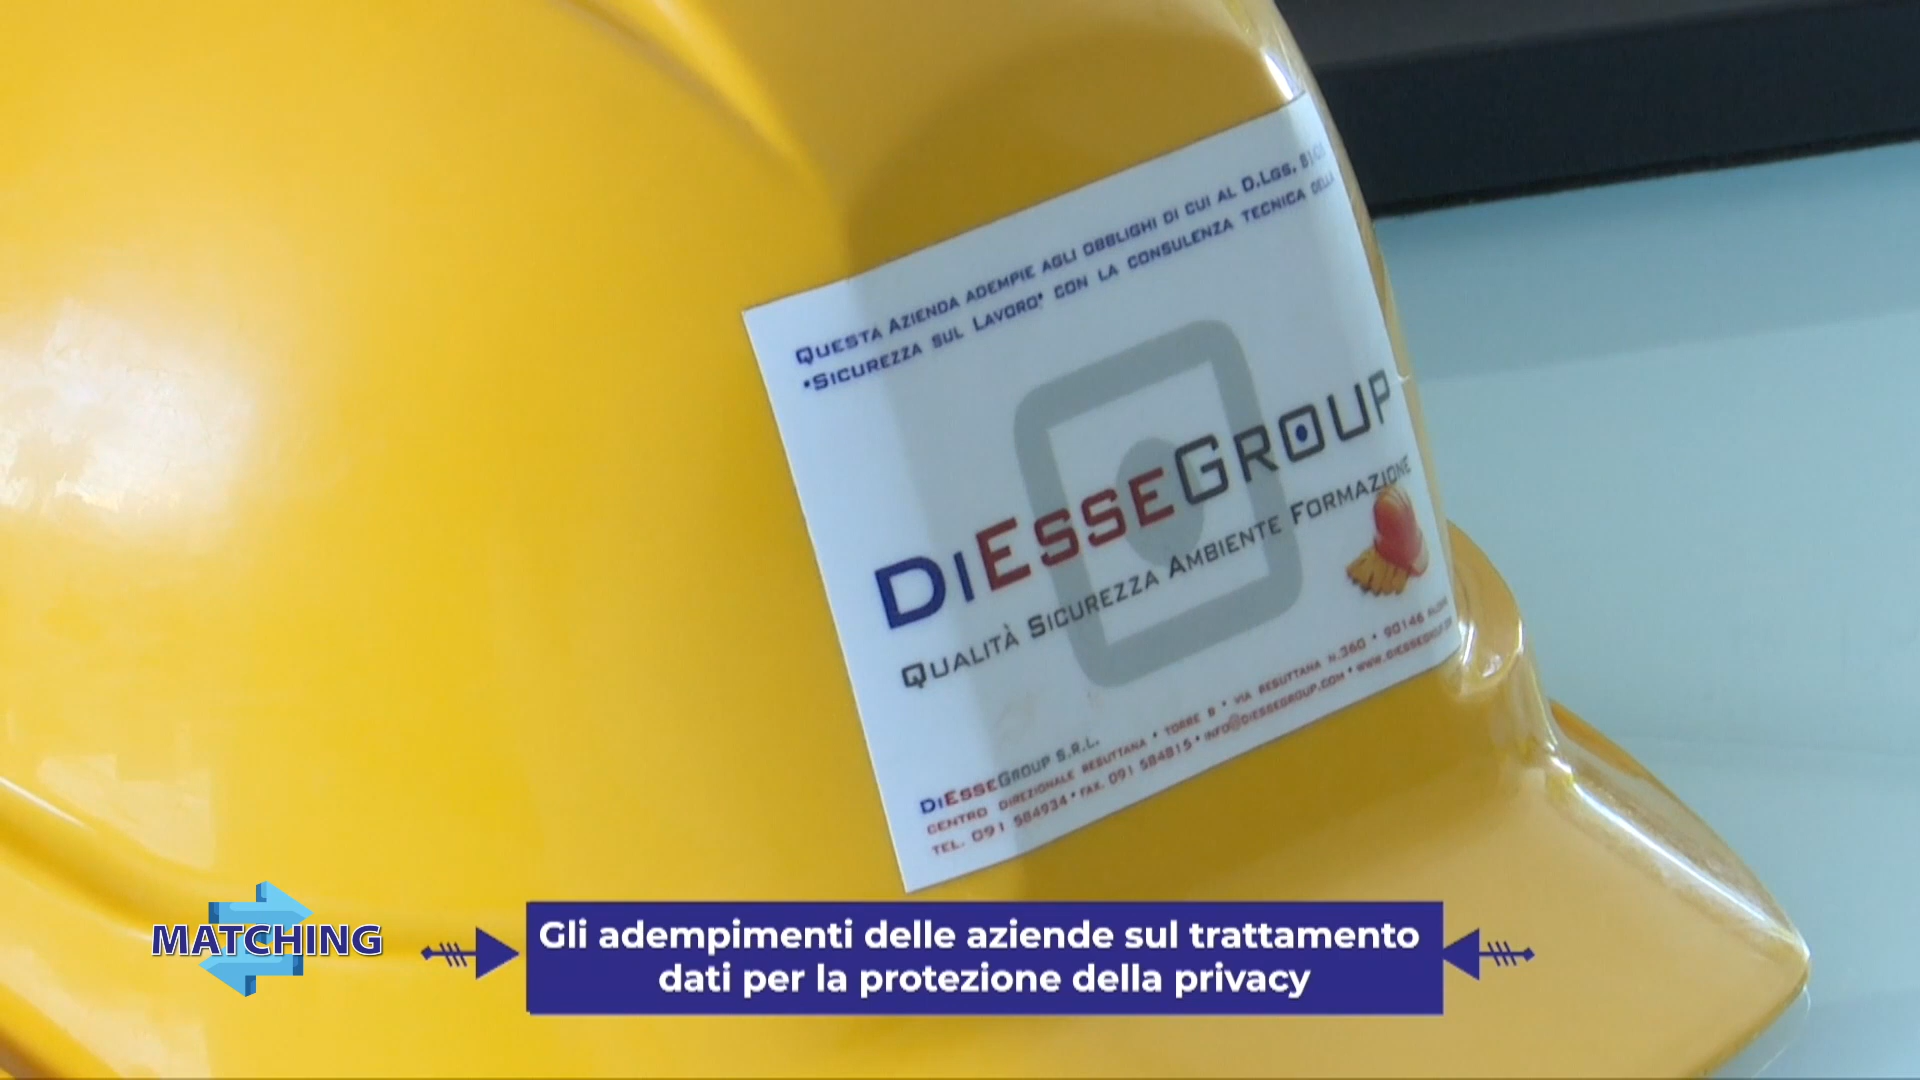 Questa Azienda adempie agli obblighi di cui al D.Lgs.
"Sicurezza sul Lavoro" con la consulenza tecnica della
DiEsseGroup
Qualità Sicurezza Ambiente Formazione
DiEsseGroup s.r.l.
centro direzionale resuttana • torre b • via resuttana n.360 • 90146
tel. 091 584934 • fax. 091 584815 • info@diessegroup.com •
MATCHING
Gli adempimenti delle aziende sul trattamento
dati per la protezione della privacy